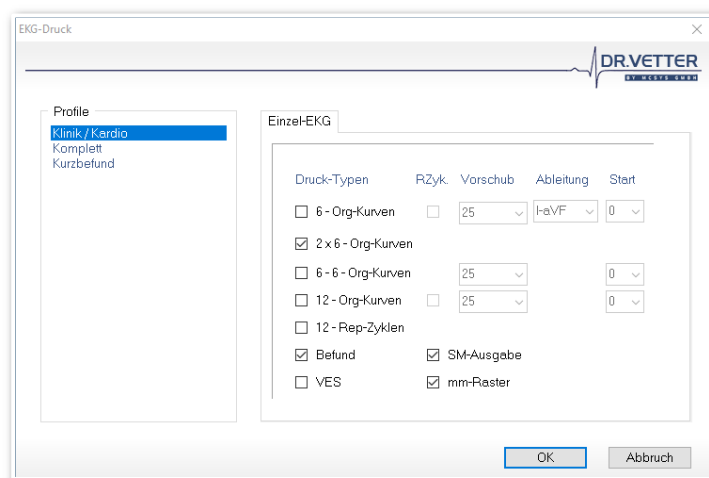 EKG-Druck
DR.VETTER
BY MCSTE GMBH
Profile
Klinik / Kardio
Komplett
Kurzbefund
Einzel-EKG
Druck-Typen RZyk. Vorschub Ableitung Start
6 - Org-Kurven 25 I-aVF 0
2 x 6 - Org-Kurven
6 - 6 - Org-Kurven 25 0
12 - Org-Kurven 25 0
12 - Rep-Zyklen
Befund SM-Ausgabe
VES mm-Raster
OK Abbruch